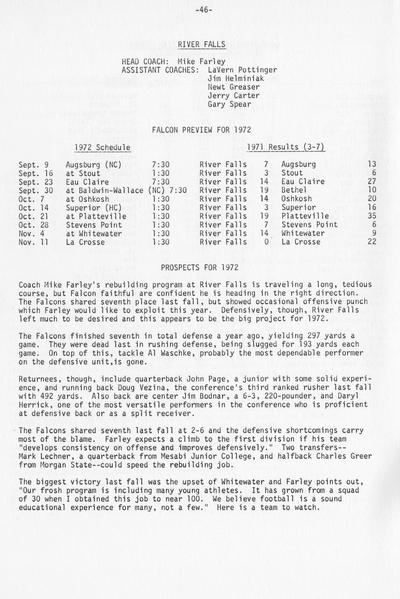 -46-
RIVER FALLS
HEAD COACH: Mike Farley
ASSISTANT COACHES: LaVern Pottinger
Jim Helminiak
Newt Greaser
Jerry Carter
Gary Spear
FALCON PREVIEW FOR 1972
1972 Schedule 1971 Results (3-7)
Sept. 9 Augsburg (NC) 7:30 River Falls 7 Augsburg 13
Sept. 16 at Stout 1:30 River Falls 3 Stout 6
Sept. 23 Eau Claire 7:30 River Falls 14 Eau Claire 27
Sept. 30 at Baldwin-Wallace (NC) 7:30 River Falls 19 Bethel 10
Oct. 7 at Oshkosh 1:30 River Falls 14 Oshkosh 20
Oct. 14 Superior (HC) 1:30 River Falls 3 Superior 16
Oct. 21 at Platteville 1:30 River Falls 19 Platteville 35
Oct. 28 Stevens Point 1:30 River Falls 7 Stevens Point 6
Nov. 4 at Whitewater 1:30 River Falls 14 Whitewater 9
Nov. 11 La Crosse 1:30 River Falls 0 La Crosse 22
PROSPECTS FOR 1972
Coach Mike Farley's rebuilding program at River Falls is traveling a long, tedious
course, but Falcon faithful are confident he is heading in the right direction.
The Falcons shared seventh place last fall, but showed occasional offensive punch
which Farley would like to exploit this year. Defensively, though, River Falls
left much to be desired and this appears to be the big project for 1972.
The Falcons finished seventh in total defense a year ago, yielding 297 yards a
game. They were dead last in rushing defense, being slugged for 193 yards each
game. On top of this, tackle Al Waschke, probably the most dependable performer
on the defensive unit,is gone.
Returnees, though, include quarterback John Page, a junior with some solid experi-
ence, and running back Doug Vezina, the conference's third ranked rusher last fall
with 492 yards. Also back are center Jim Bodnar, a 6-3, 220-pounder, and Daryl
Herrick, one of the most versatile performers in the conference who is proficient
at defensive back or as a split receiver.
The Falcons shared seventh last fall at 2-6 and the defensive shortcomings carry
most of the blame. Farley expects a climb to the first division if his team
"develops consistency on offense and improves defensively." Two transfers--
Mark Lechner, a quarterback from Mesabi Junior College, and halfback Charles Greer
from Morgan State--could speed the rebuilding job.
The biggest victory last fall was the upset of Whitewater and Farley points out,
"Our frosh program is including many young athletes. It has grown from a squad
of 30 when I obtained this job to near 100. We believe football is a sound
educational experience for many, not a few." Here is a team to watch.